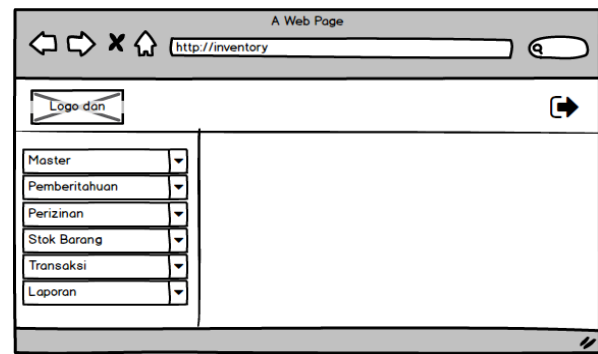 A Web Page
http://inventory
Logo dan
Master
Pemberitahuan
Perizinan
Stok Barang
Transaksi
Laporan